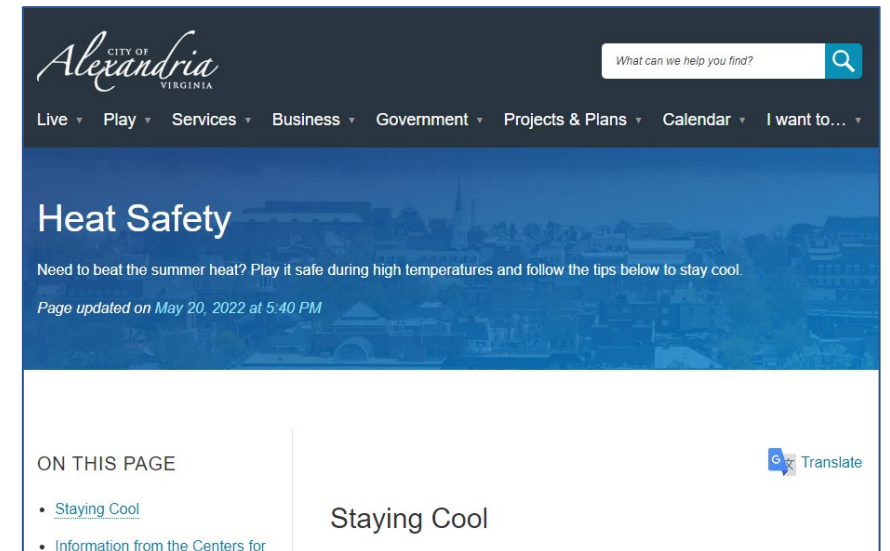 CITY OF
Alexandria
VIRGINIA
What can we help you find?
Live Play Services Business Government Projects & Plans Calendar I want to...
Heat Safety
Need to beat the summer heat? Play it safe during high temperatures and follow the tips below to stay cool.
Page updated on May 20, 2022 at 5:40 PM
ON THIS PAGE
G文 Translate
• Staying Cool
Staying Cool
• Information from the Centers for